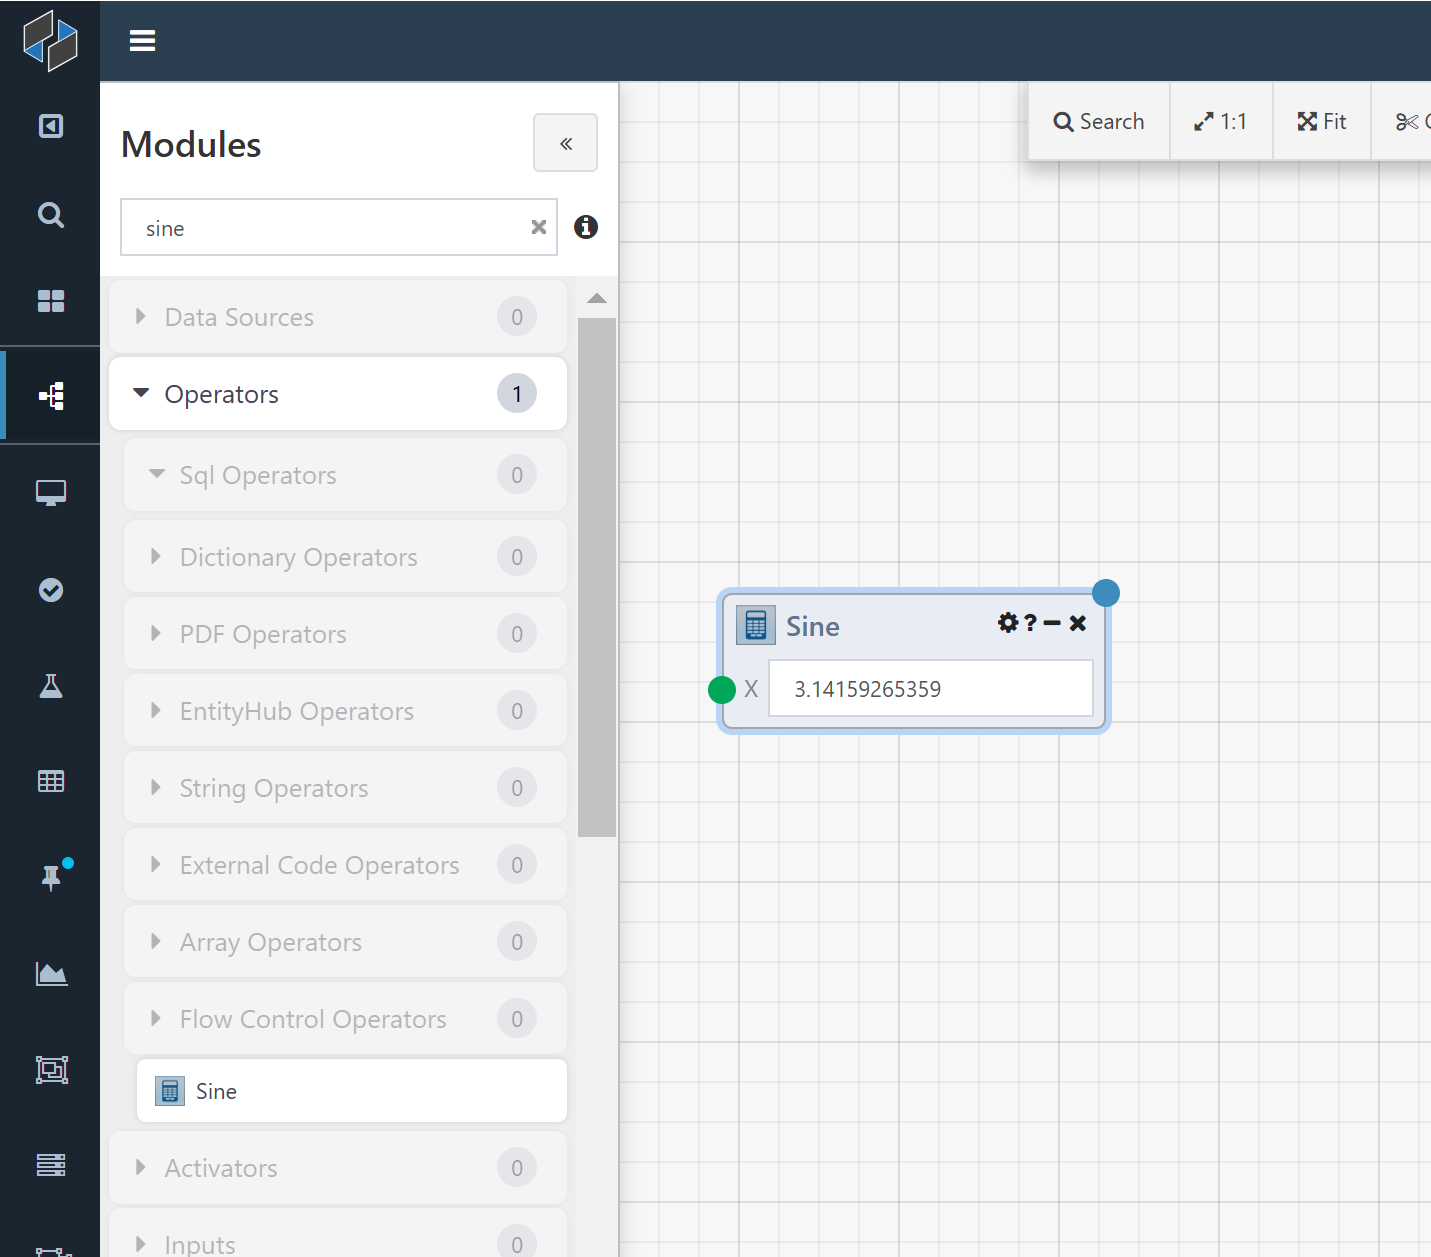 Modules
«
sine
Data Sources 0
Operators 1
Sql Operators 0
Dictionary Operators 0
PDF Operators 0
EntityHub Operators 0
String Operators 0
External Code Operators 0
Array Operators 0
Flow Control Operators 0
Sine
Activators 0
Inputs 0
Search 1:1 Fit
Sine ?
X 3.14159265359